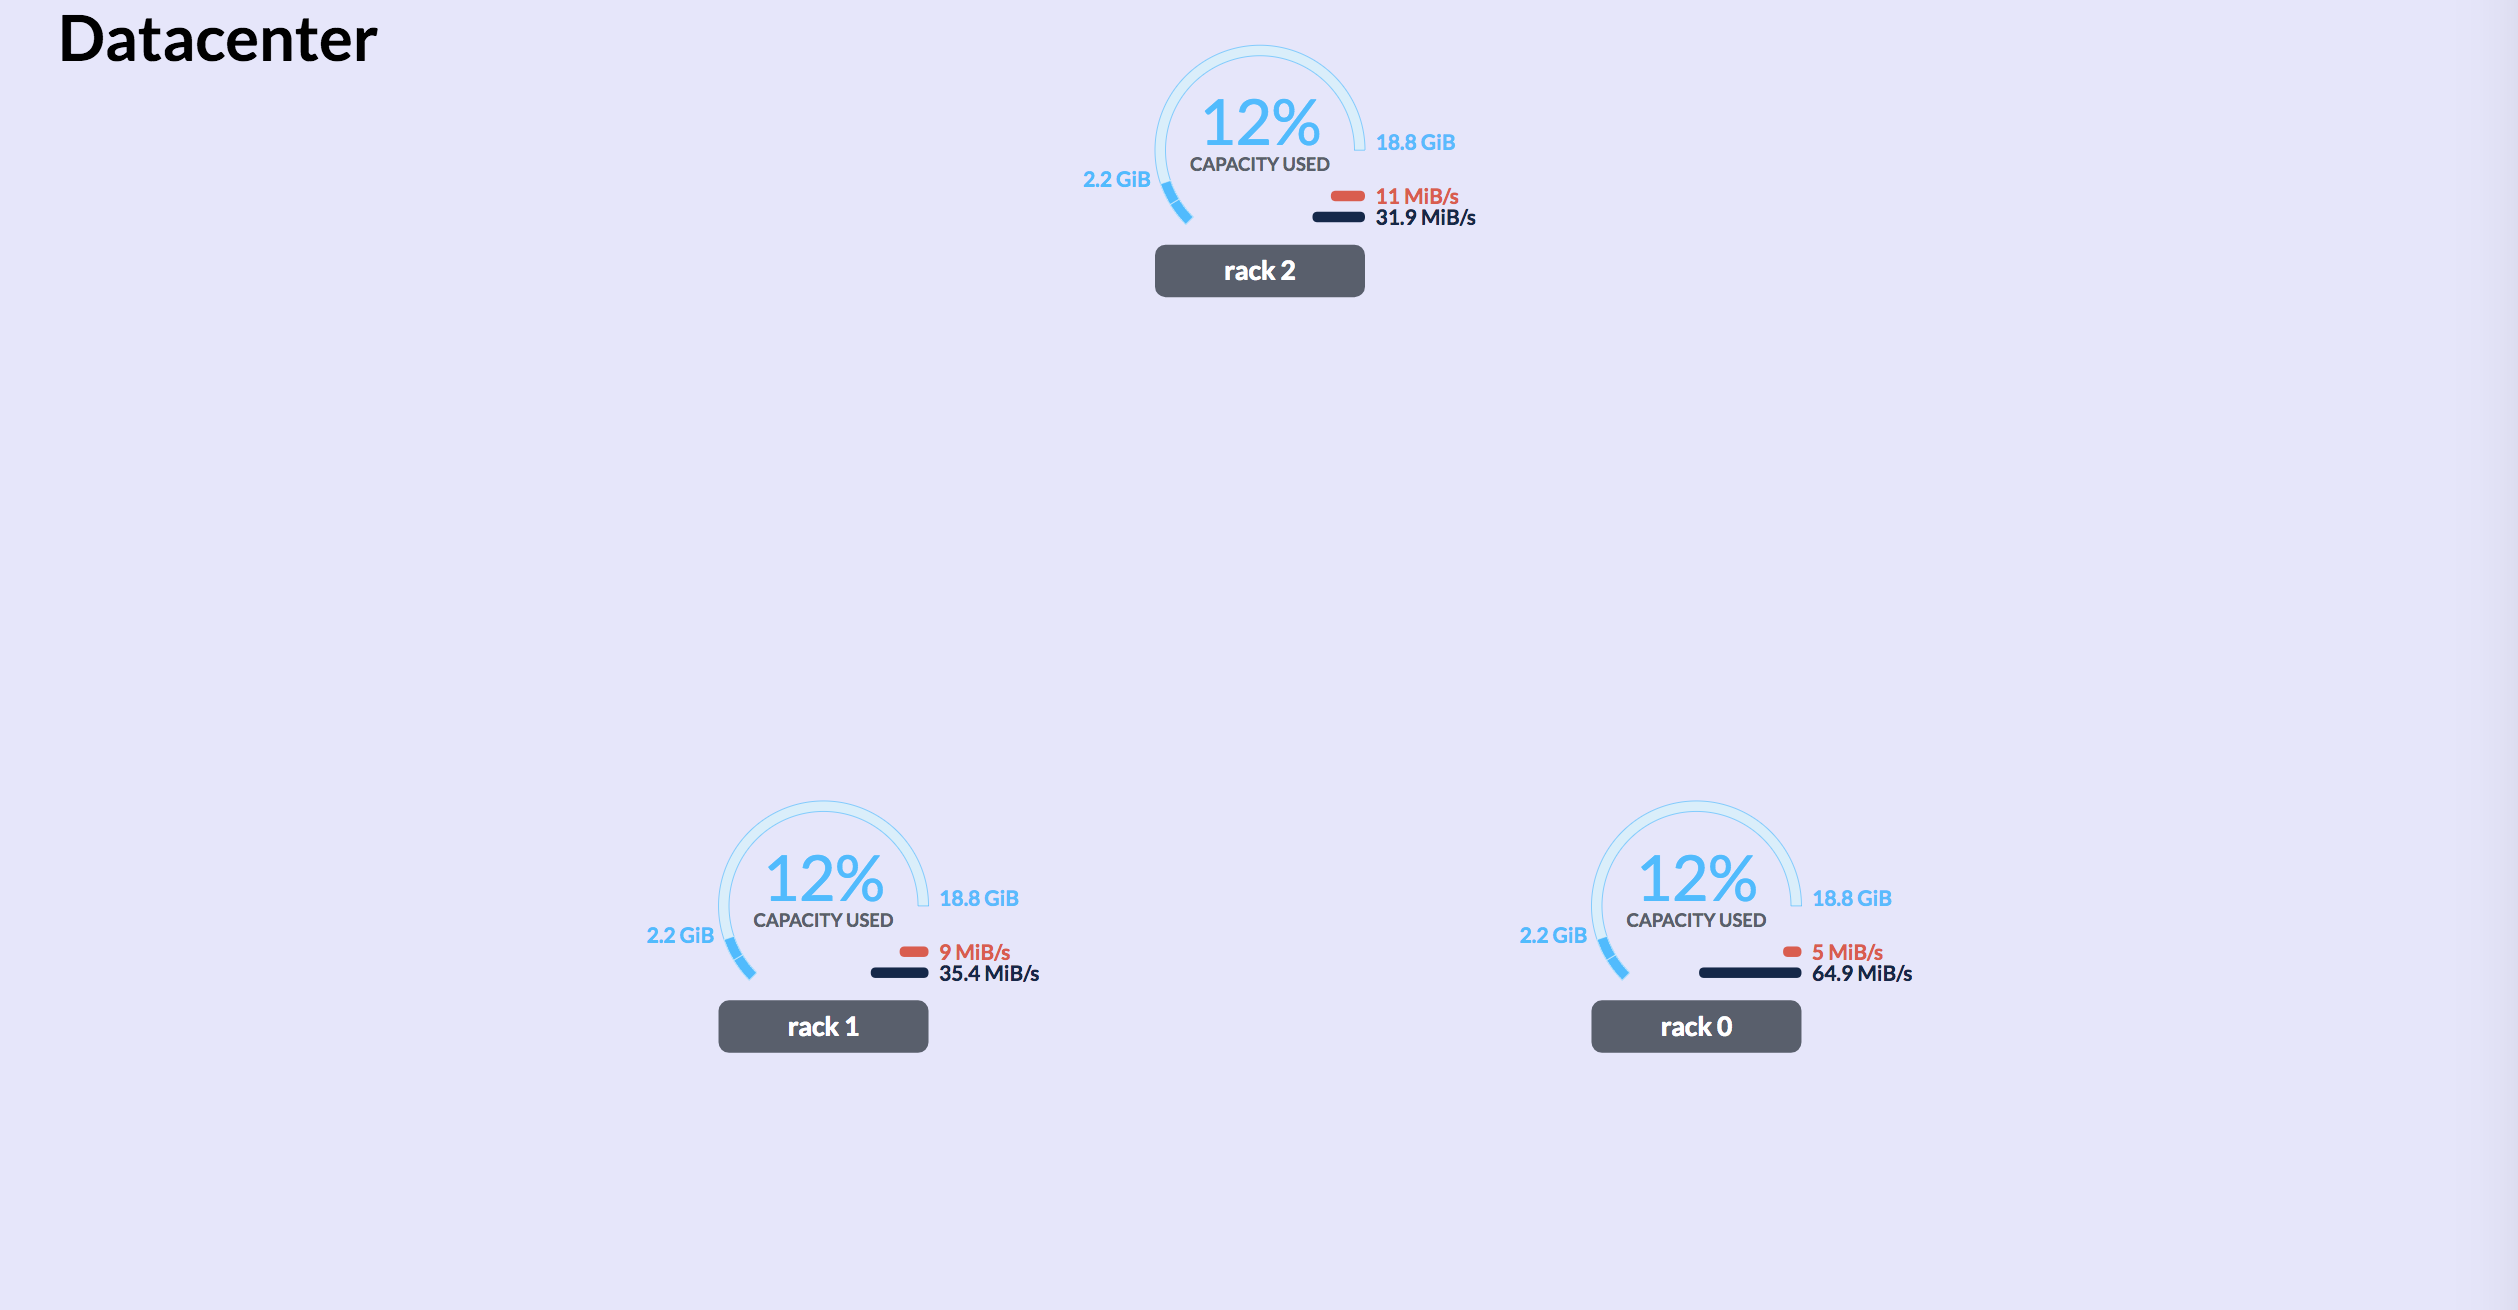 Datacenter
12%
CAPACITY USED
18.8 GiB
2.2 GiB
11 MiB/s
31.9 MiB/s
rack 2
12%
CAPACITY USED
18.8 GiB
2.2 GiB
9 MiB/s
35.4 MiB/s
rack 1
12%
CAPACITY USED
18.8 GiB
2.2 GiB
5 MiB/s
64.9 MiB/s
rack 0